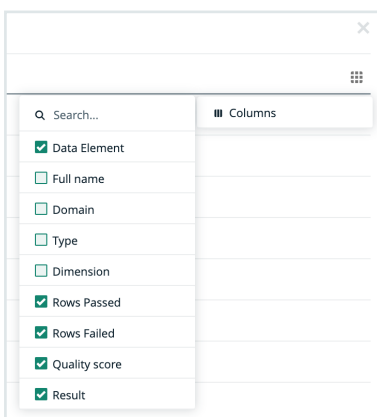 Search...
Columns
Data Element
Full name
Domain
Type
Dimension
Rows Passed
Rows Failed
Quality score
Result